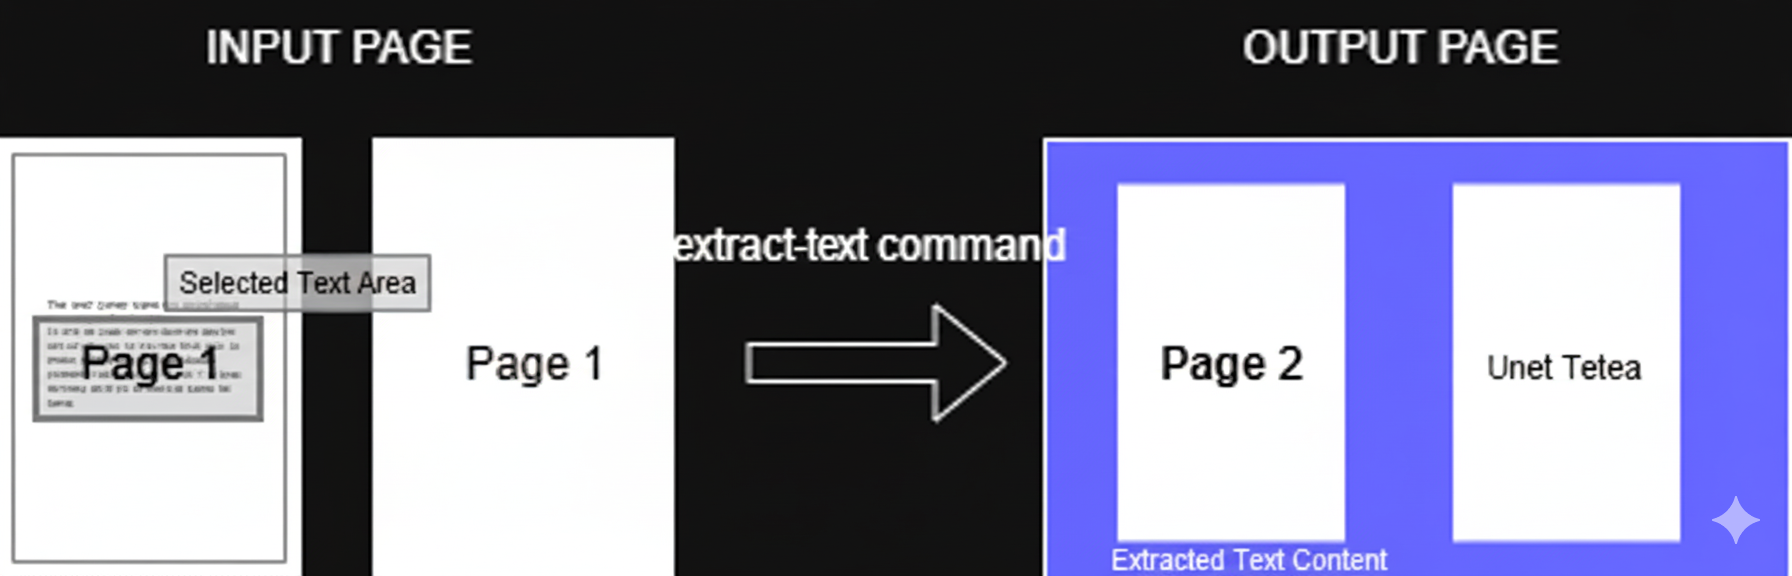 INPUT PAGE
OUTPUT PAGE
Selected Text Area
Page 1
Page 1
extract-text command
Page 2
Unet Tetea
Extracted Text Content